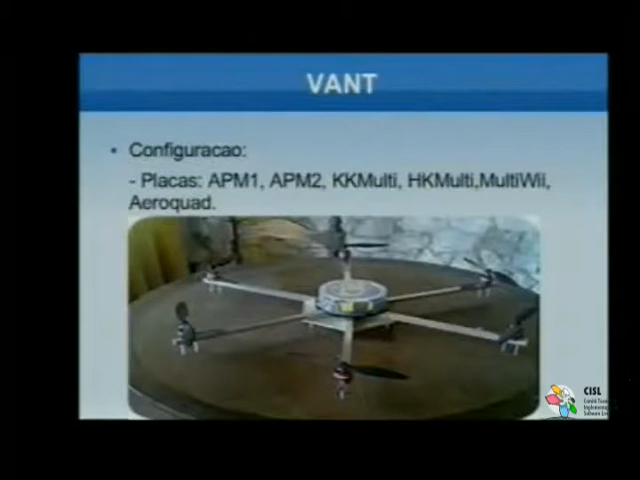 VANT
• Configuracao:
- Placas: APM1, APM2, KKMulti, HKMulti,MultiWii,
Aeroquad.
CISL